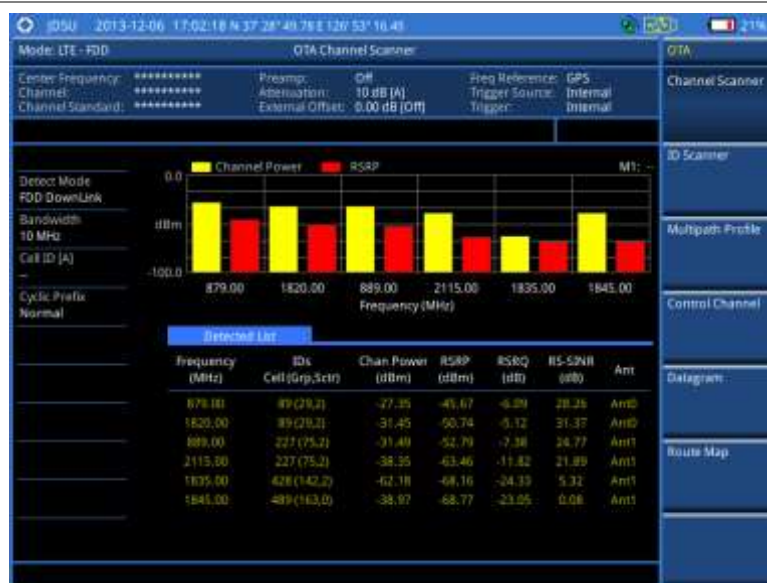 JDSU 2013-12-06 17:02:18 N 37° 28' 49.78 E 126° 53' 16.45 21%
Mode: LTE - FDD OTA Channel Scanner OTA
Center Frequency: **********
Channel: **********
Channel Standard: **********
Preamp: Off
Attenuation: 10 dB [A]
External Offset: 0.00 dB [Off]
Freq Reference: GPS
Trigger Source: Internal
Trigger: Internal
Detect Mode
FDD DownLink
Bandwidth
10 MHz
Cell ID [A]
--
Cyclic Prefix
Normal
Channel Power RSRP M1: --
0.0
dBm
-100.0
879.00 1820.00 889.00 2115.00 1835.00 1845.00
Frequency (MHz)
Detected List
Frequency (MHz) IDs Cell (Grp,Sctr) Chan Power (dBm) RSRP (dBm) RSRQ (dB) RS-SINR (dB) Ant
879.00 89 (29,2) -27.35 -45.67 -6.09 28.26 Ant0
1820.00 89 (29,2) -31.45 -50.74 -5.12 31.37 Ant0
889.00 227 (75,2) -31.49 -52.79 -7.38 24.77 Ant1
2115.00 227 (75,2) -38.35 -63.46 -11.82 21.89 Ant1
1835.00 428 (142,2) -62.18 -68.16 -24.33 5.32 Ant1
1845.00 489 (163,0) -38.97 -68.77 -23.05 0.08 Ant1
Channel Scanner
ID Scanner
Multipath Profile
Control Channel
Datagram
Route Map